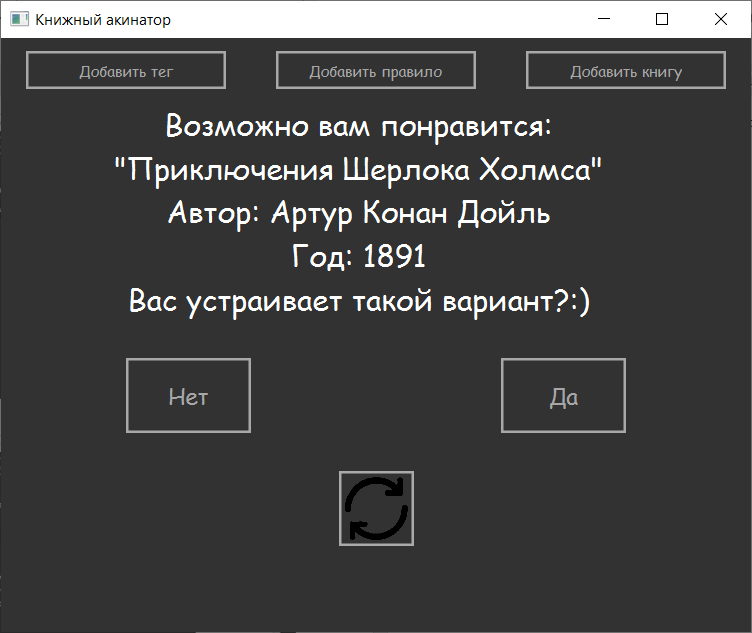 Книжный акинатор
Добавить тег
Добавить правило
Добавить книгу
Возможно вам понравится:
"Приключения Шерлока Холмса"
Автор: Артур Конан Дойль
Год: 1891
Вас устраивает такой вариант?:)
Нет
Да